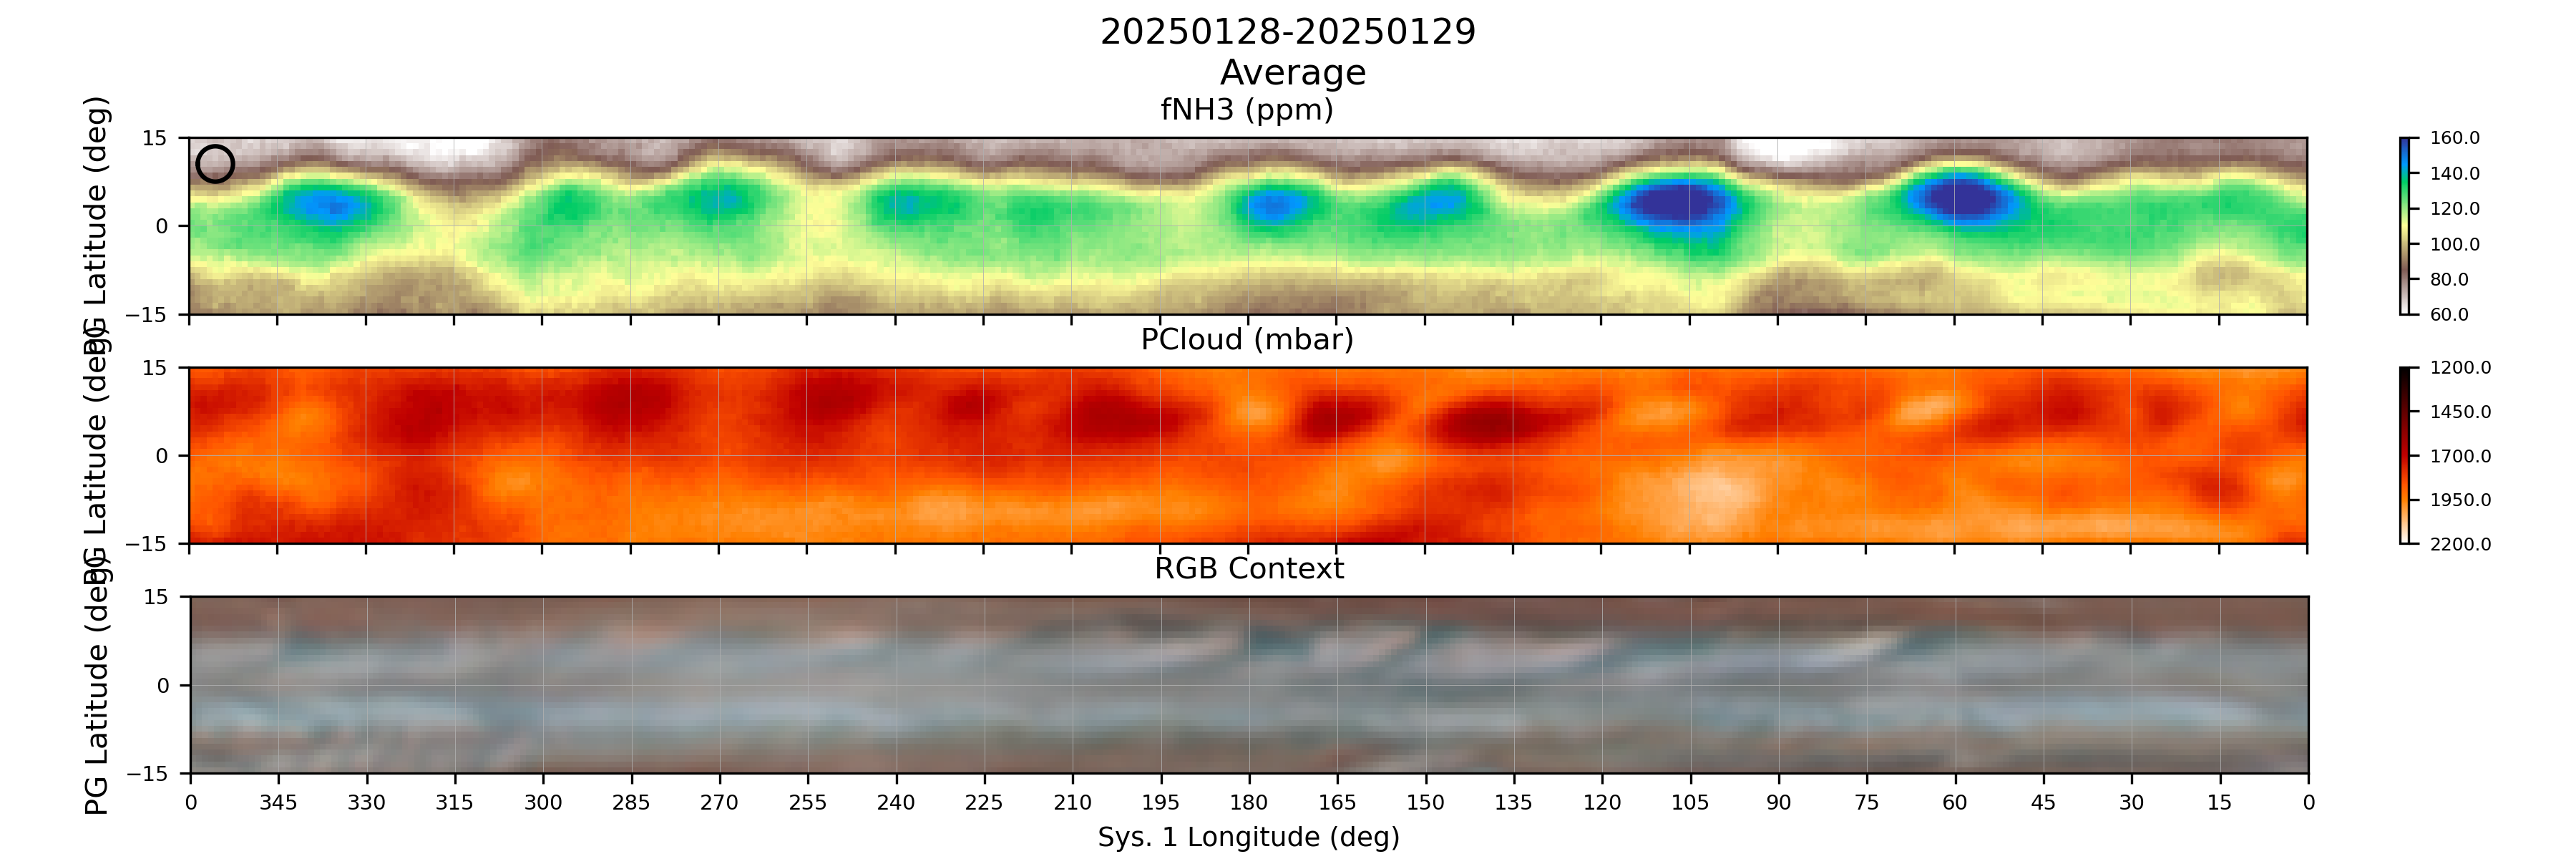 20250128-20250129
Average
fNH3 (ppm)
PG Latitude (deg)
15
0
−15
160.0
140.0
120.0
100.0
80.0
60.0
PCloud (mbar)
PG Latitude (deg)
15
0
−15
1200.0
1450.0
1700.0
1950.0
2200.0
RGB Context
PG Latitude (deg)
15
0
−15
0 345 330 315 300 285 270 255 240 225 210 195 180 165 150 135 120 105 90 75 60 45 30 15 0
Sys. 1 Longitude (deg)